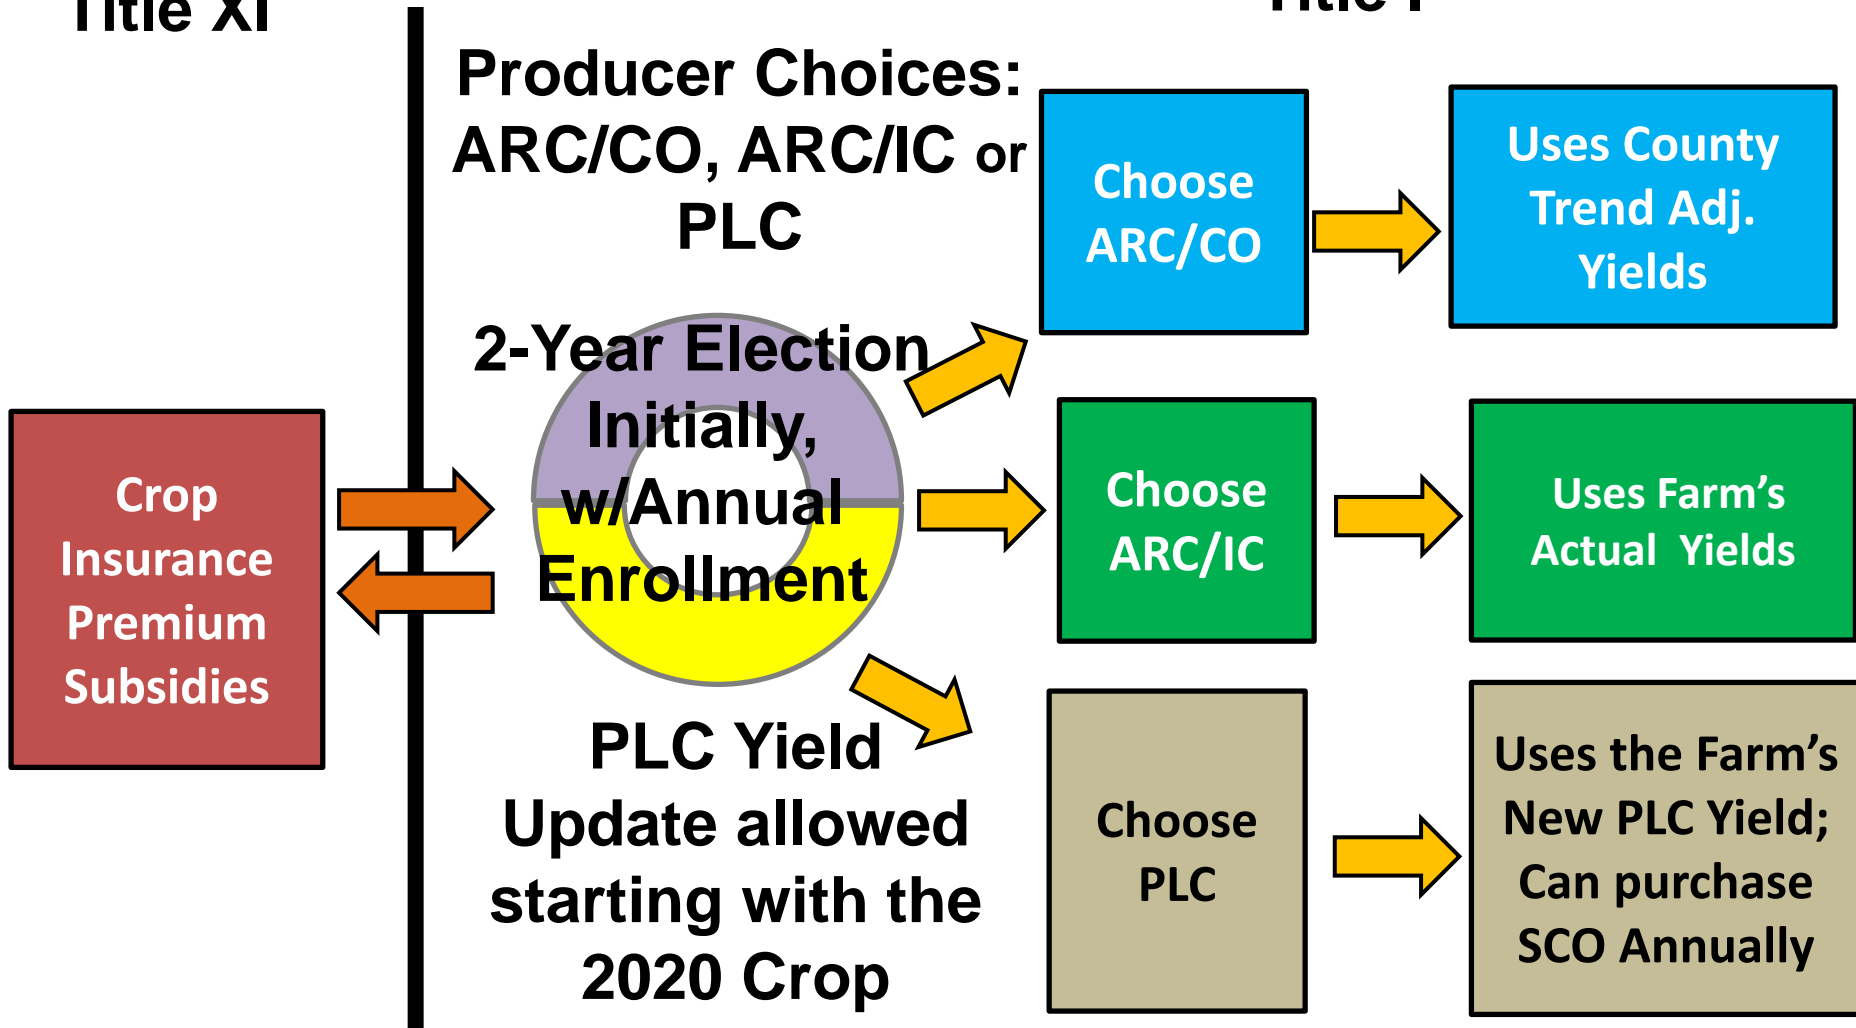 Title XI
Title I
Producer Choices:
ARC/CO, ARC/IC or
PLC
2-Year Election
Initially,
w/Annual
Enrollment
PLC Yield
Update allowed
starting with the
2020 Crop
Crop
Insurance
Premium
Subsidies
Choose
ARC/CO
Uses County
Trend Adj.
Yields
Choose
ARC/IC
Uses Farm’s
Actual Yields
Choose
PLC
Uses the Farm’s
New PLC Yield;
Can purchase
SCO Annually